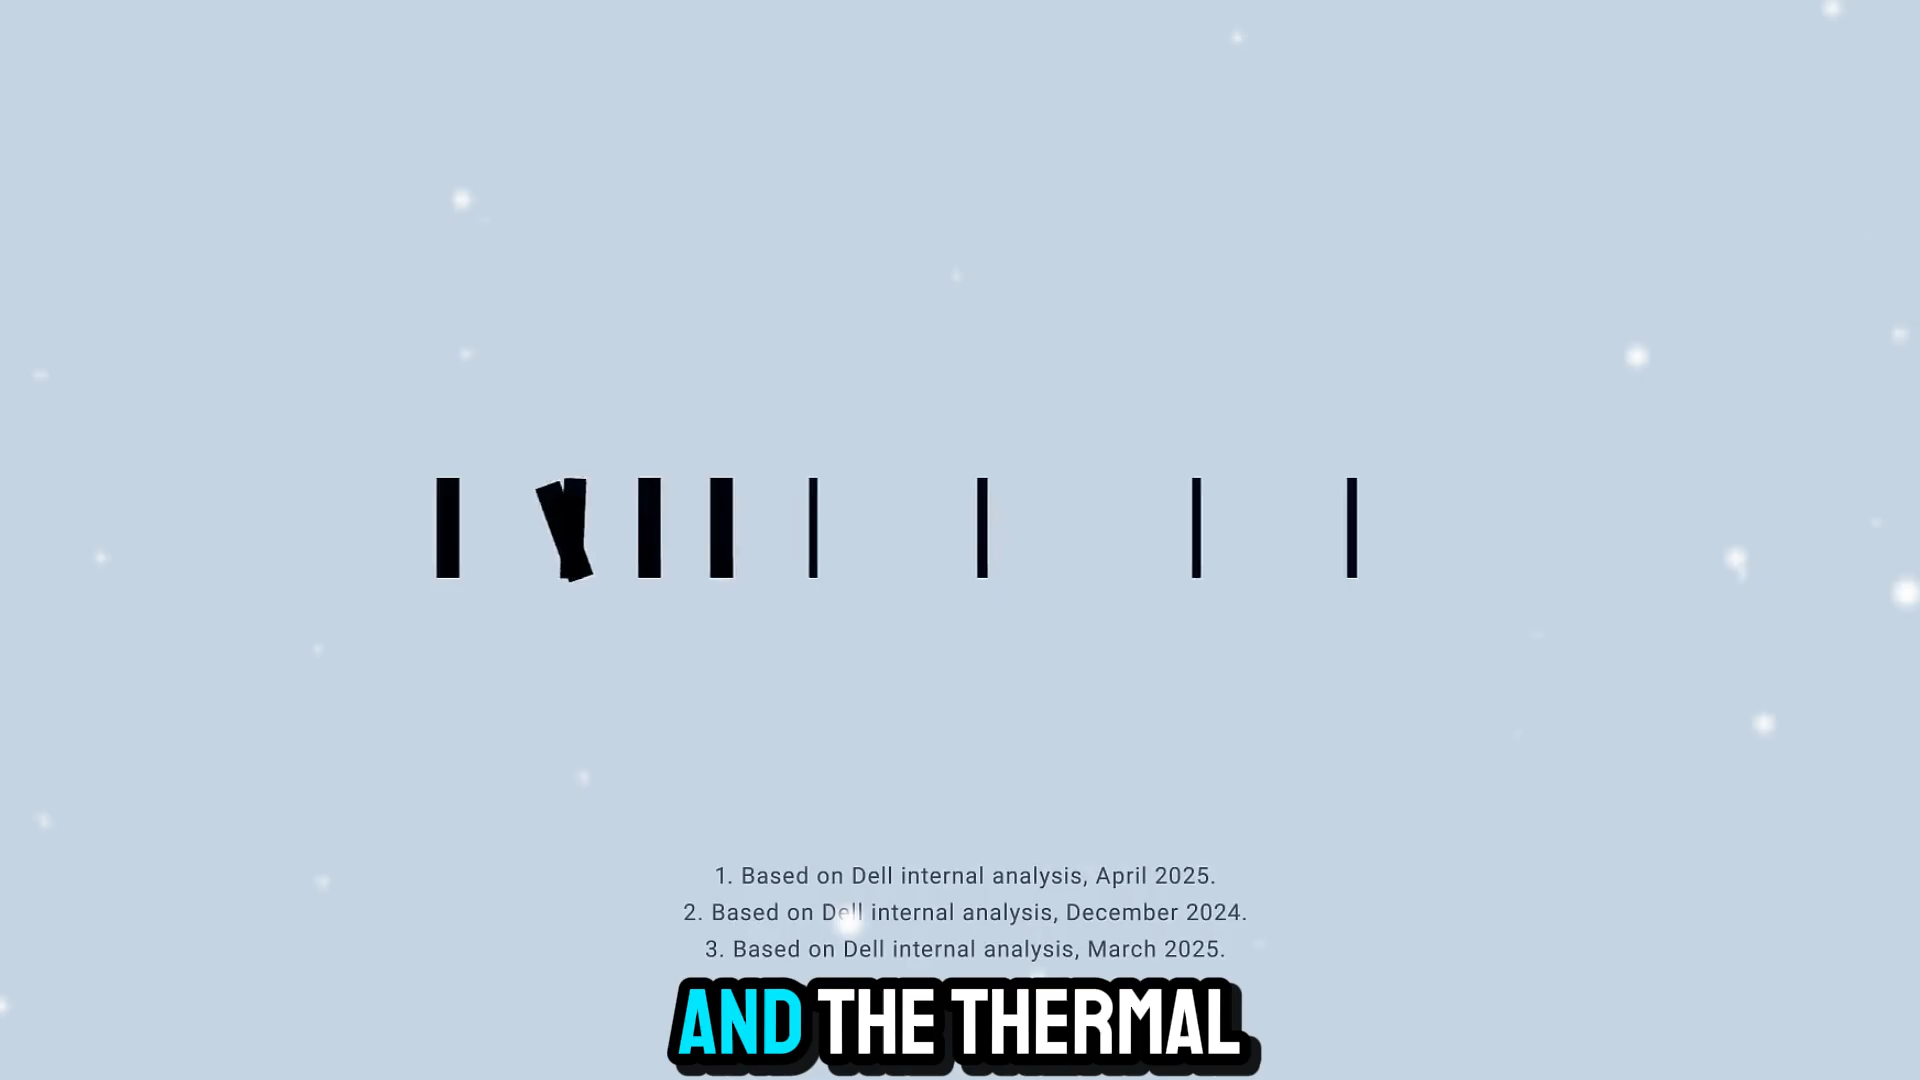 1. Based on Dell internal analysis, April 2025.
2. Based on Dell internal analysis, December 2024.
3. Based on Dell internal analysis, March 2025.
AND THE THERMAL